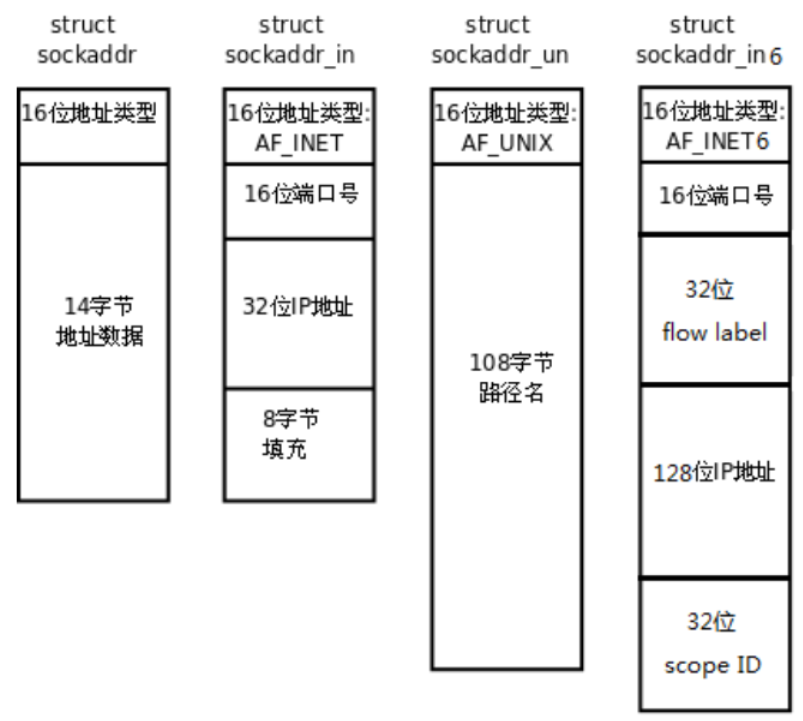 struct
sockaddr
16位地址类型
14字节
地址数据
struct
sockaddr_in
16位地址类型:
AF_INET
16位端口号
32位IP地址
8字节
填充
struct
sockaddr_un
16位地址类型:
AF_UNIX
108字节
路径名
struct
sockaddr_in6
16位地址类型:
AF_INET6
16位端口号
32位
flow label
128位IP地址
32位
scope ID